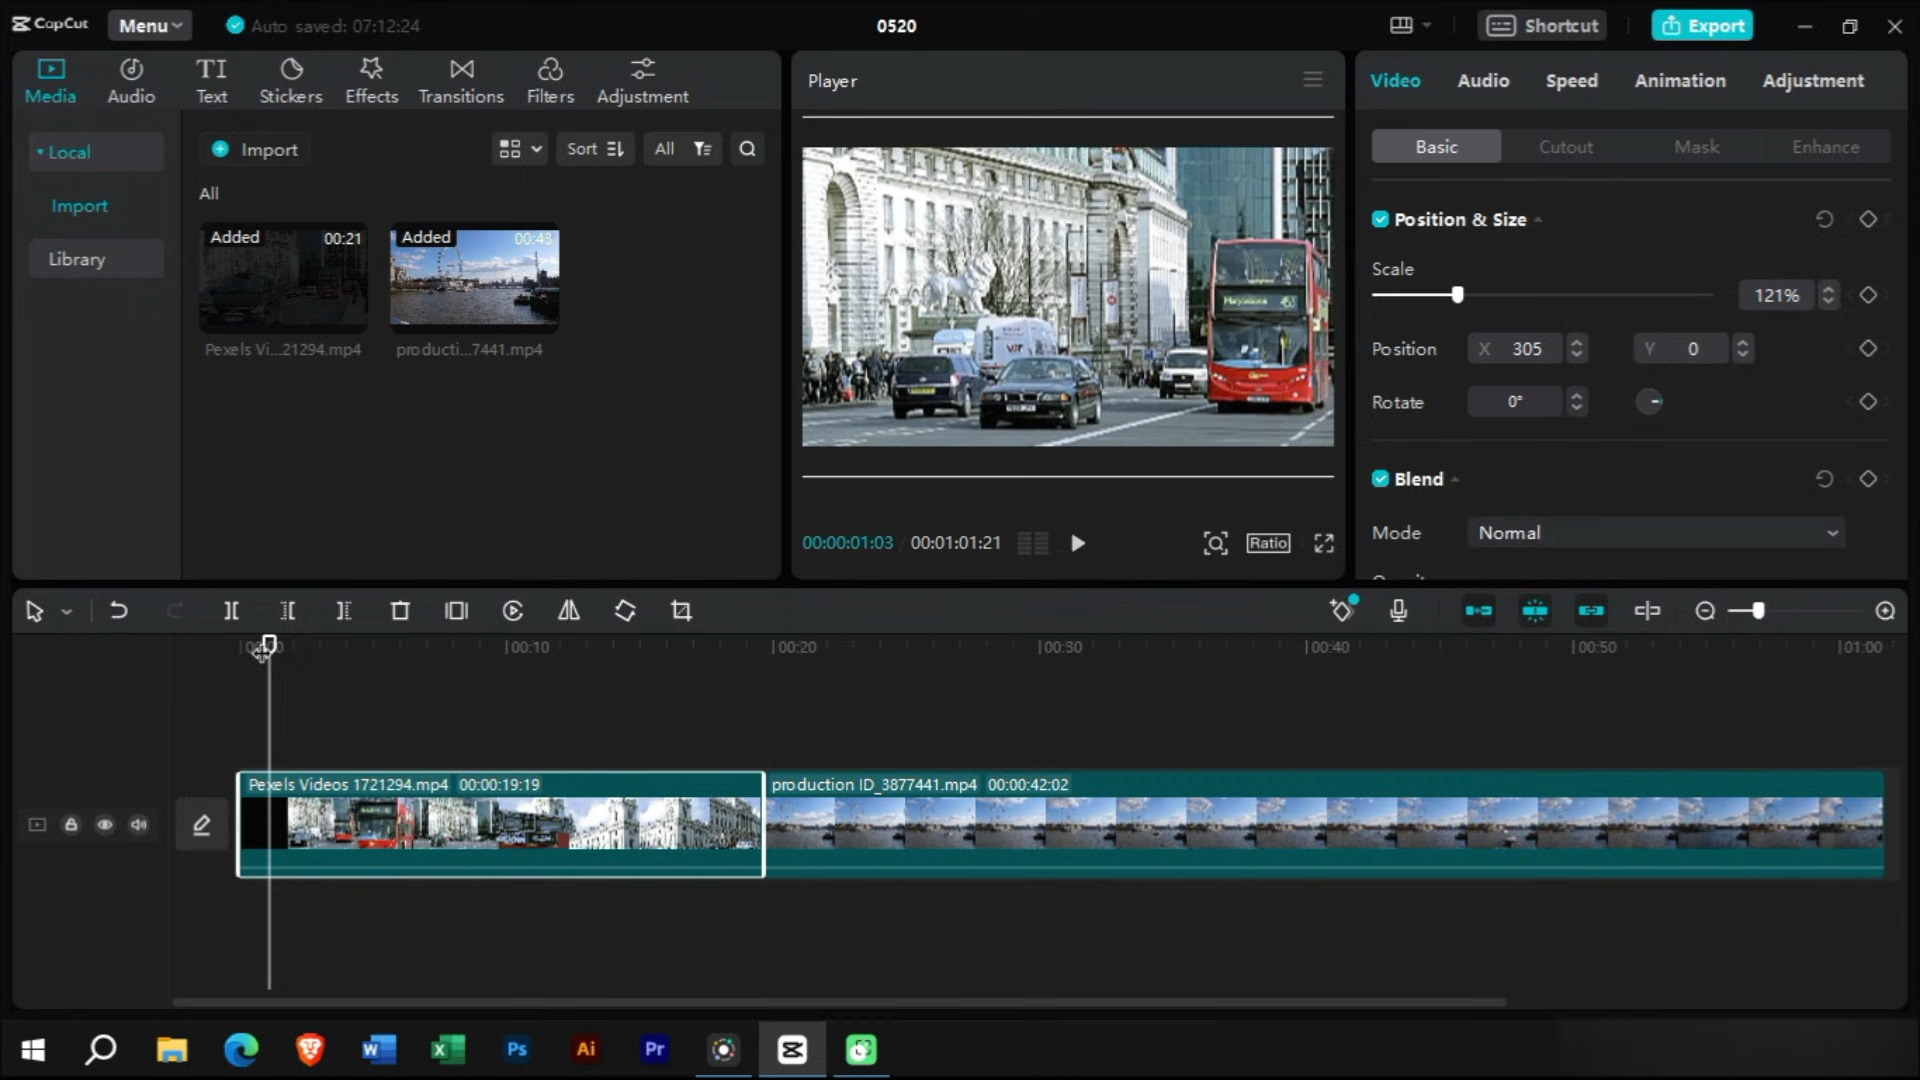 CapCut
Menu
Auto saved: 07:12:24
0520
Shortcut
Export
Media
Audio
Text
Stickers
Effects
Transitions
Filters
Adjustment
Local
Import
Library
Import
Sort
All
All
Added
00:21
Pexels Vi...21294.mp4
Added
00:43
producti...7441.mp4
Player
00:00:01:03 / 00:01:01:21
Ratio
Video
Audio
Speed
Animation
Adjustment
Basic
Cutout
Mask
Enhance
Position & Size
Scale
121%
Position
X 305
Y 0
Rotate
0°
Blend
Mode
Normal
00:10
00:20
00:30
00:40
00:50
01:00
Pexels Videos 1721294.mp4 00:00:19:19
production ID_3877441.mp4 00:00:42:02
W
X
Ps
Ai
Pr